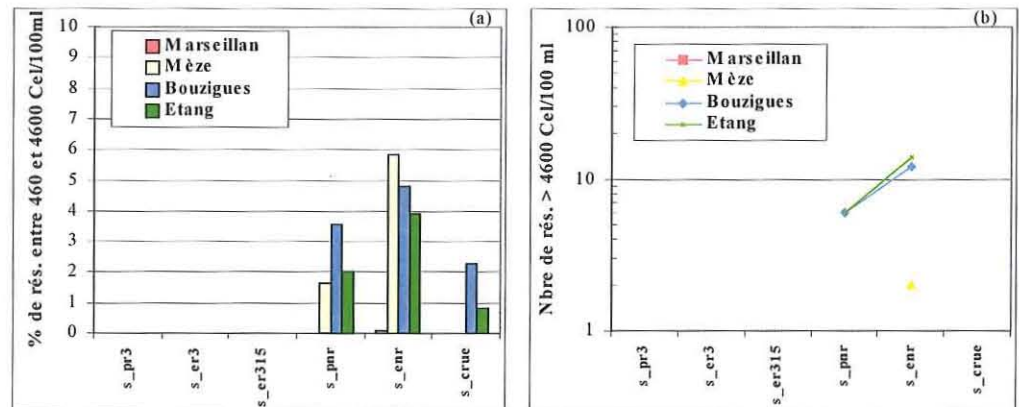 (a)
% de rés. entre 460 et 4600 Cel/100ml
10
9
8
7
6
5
4
3
2
1
0
Marseillan
Mèze
Bouzigues
Etang
s_pr3
s_er3
s_er315
s_pnr
s_enr
s_crue
(b)
Nbre de rés. > 4600 Cel/100 ml
100
10
1
Marseillan
Mèze
Bouzigues
Etang
s_pr3
s_er3
s_er315
s_pnr
s_enr
s_crue